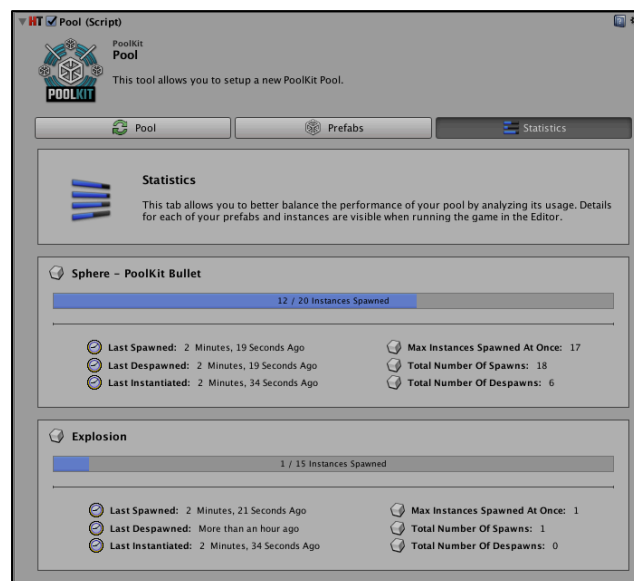 HT Pool (Script)
PoolKit
Pool
This tool allows you to setup a new PoolKit Pool.
POOLKIT
Pool
Prefabs
Statistics
Statistics
This tab allows you to better balance the performance of your pool by analyzing its usage. Details
for each of your prefabs and instances are visible when running the game in the Editor.
Sphere - PoolKit Bullet
12 / 20 Instances Spawned
Last Spawned: 2 Minutes, 19 Seconds Ago
Max Instances Spawned At Once: 17
Last Despawned: 2 Minutes, 19 Seconds Ago
Total Number Of Spawns: 18
Last Instantiated: 2 Minutes, 34 Seconds Ago
Total Number Of Despawns: 6
Explosion
1 / 15 Instances Spawned
Last Spawned: 2 Minutes, 21 Seconds Ago
Max Instances Spawned At Once: 1
Last Despawned: More than an hour ago
Total Number Of Spawns: 1
Last Instantiated: 2 Minutes, 34 Seconds Ago
Total Number Of Despawns: 0